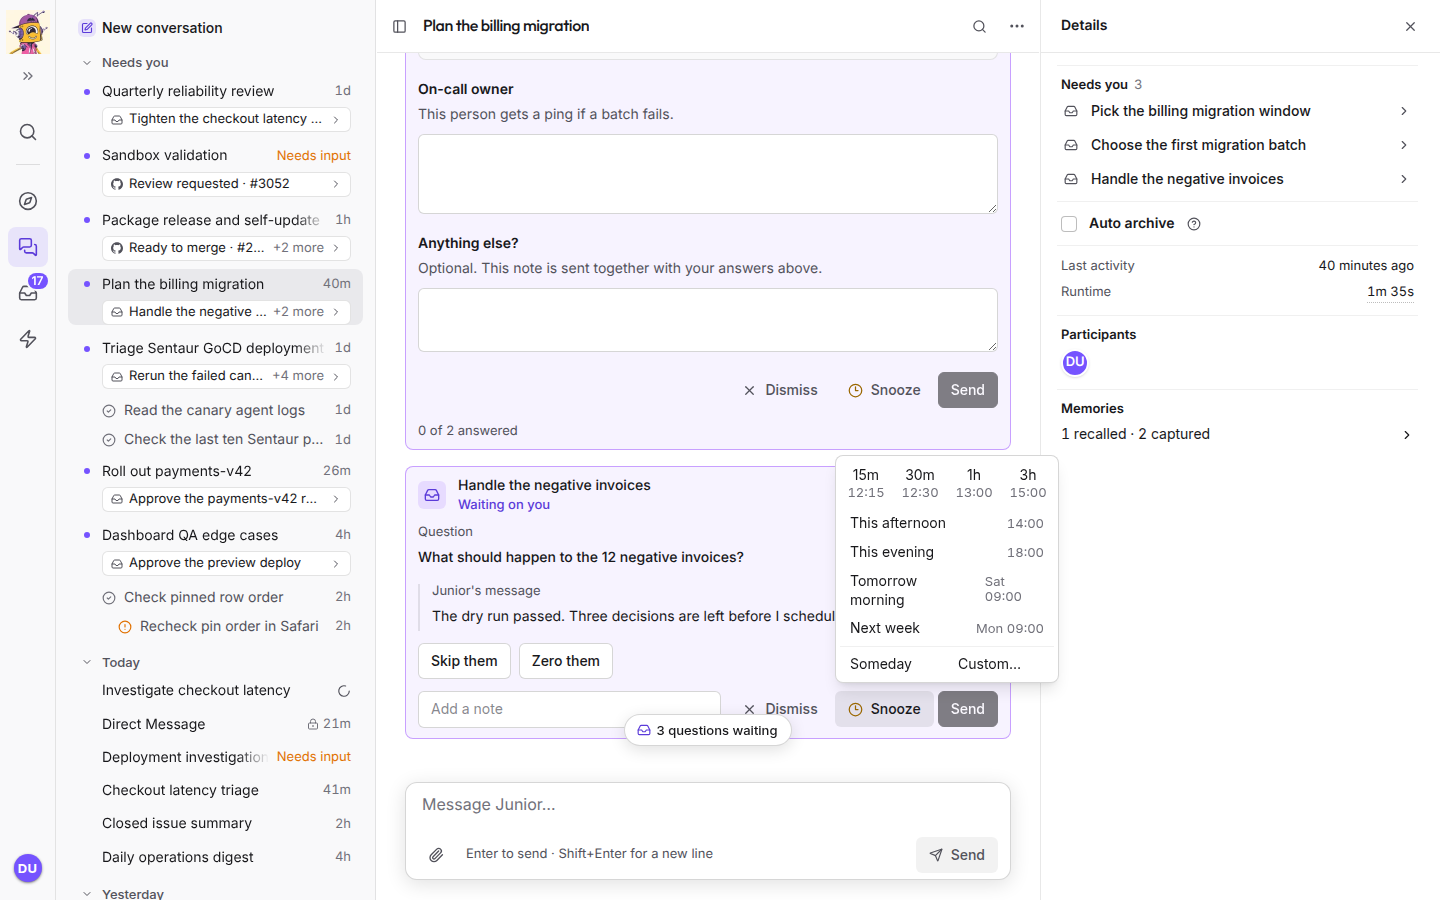 New conversation
Needs you
Quarterly reliability review 1d
Tighten the checkout latency ...
Sandbox validation Needs input
Review requested · #3052
Package release and self-update 1h
Ready to merge · #2... +2 more
17
Plan the billing migration 40m
Handle the negative ... +2 more
Triage Sentaur GoCD deployment 1d
Rerun the failed can... +4 more
Read the canary agent logs 1d
Check the last ten Sentaur p... 1d
Roll out payments-v42 26m
Approve the payments-v42 r...
Dashboard QA edge cases 4h
Approve the preview deploy
Check pinned row order 2h
Recheck pin order in Safari 2h
Today
Investigate checkout latency
Direct Message 21m
Deployment investigation Needs input
Checkout latency triage 41m
Closed issue summary 2h
Daily operations digest 4h
Yesterday
DU
Plan the billing migration
On-call owner
This person gets a ping if a batch fails.
Anything else?
Optional. This note is sent together with your answers above.
Dismiss Snooze Send
0 of 2 answered
Handle the negative invoices
Waiting on you
Question
What should happen to the 12 negative invoices?
Junior's message
The dry run passed. Three decisions are left before I schedul
Skip them Zero them
Add a note Dismiss Snooze Send
3 questions waiting
15m 30m 1h 3h
12:15 12:30 13:00 15:00
This afternoon 14:00
This evening 18:00
Tomorrow morning Sat 09:00
Next week Mon 09:00
Someday Custom...
Message Junior...
Enter to send · Shift+Enter for a new line Send
Details
Needs you 3
Pick the billing migration window
Choose the first migration batch
Handle the negative invoices
Auto archive
Last activity 40 minutes ago
Runtime 1m 35s
Participants
DU
Memories
1 recalled · 2 captured